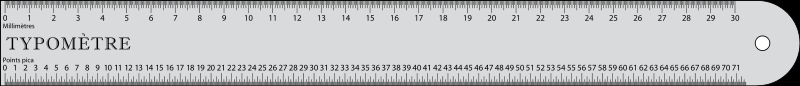 0 1 2 3 4 5 6 7 8 9 10 11 12 13 14 15 16 17 18 19 20 21 22 23 24 25 26 27 28 29 30
Millimètres
TYPOMÈTRE
Points pica
0 1 2 3 4 5 6 7 8 9 10 11 12 13 14 15 16 17 18 19 20 21 22 23 24 25 26 27 28 29 30 31 32 33 34 35 36 37 38 39 40 41 42 43 44 45 46 47 48 49 50 51 52 53 54 55 56 57 58 59 60 61 62 63 64 65 66 67 68 69 70 71